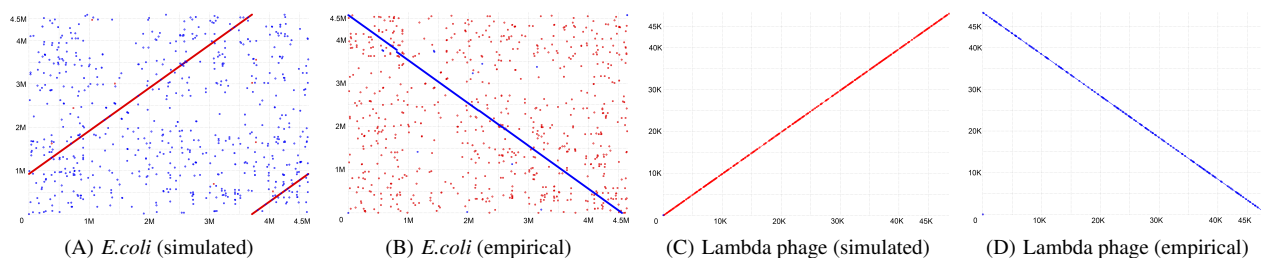 4.5M
4M
3M
2M
1M
0 1M 2M 3M 4.5M
(A) E.coli (simulated)
4.5M
4M
3M
2M
1M
0 1M 2M 3M 4.5M
(B) E.coli (empirical)
45K
40K
30K
20K
10K
0 10K 20K 30K 40K 45K
(C) Lambda phage (simulated)
45K
40K
30K
20K
10K
0 10K 20K 30K 40K 45K
(D) Lambda phage (empirical)